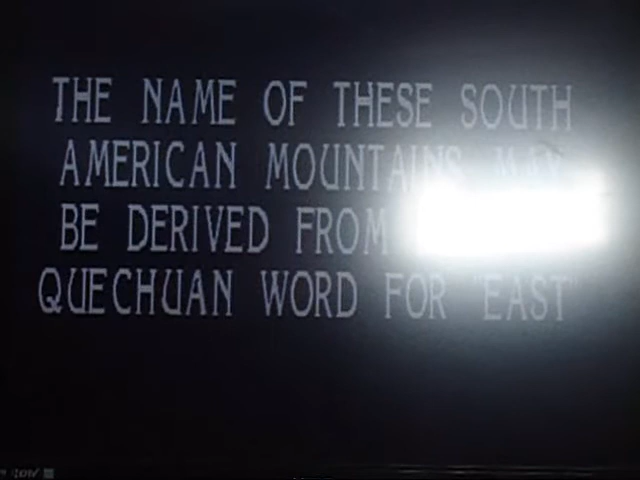 THE NAME OF THESE SOUTH
AMERICAN MOUNTAINS MAY
BE DERIVED FROM
QUECHUAN WORD FOR "EAST"